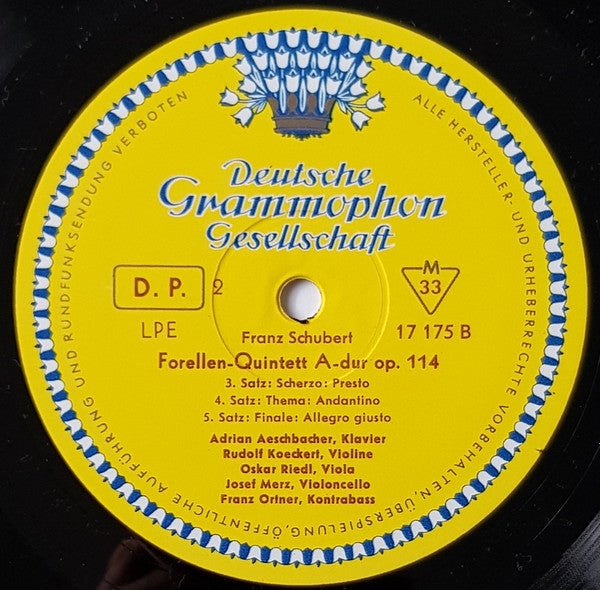 Deutsche
Grammophon
Gesellschaft
D. P.
2
M
33
LPE
17 175 B
Franz Schubert
Forellen-Quintett A-dur op. 114
3. Satz: Scherzo: Presto
4. Satz: Thema: Andantino
5. Satz: Finale: Allegro giusto
Adrian Aeschbacher, Klavier
Rudolf Koeckert, Violine
Oskar Riedl, Viola
Josef Merz, Violoncello
Franz Ortner, Kontrabass
ALLE HERSTELLER- UND URHEBERRECHTE VORBEHALTEN, ÜBERSPIELUNG, ÖFFENTLICHE AUFFÜHRUNG UND RUNDFUNKSENDUNG VERBOTEN